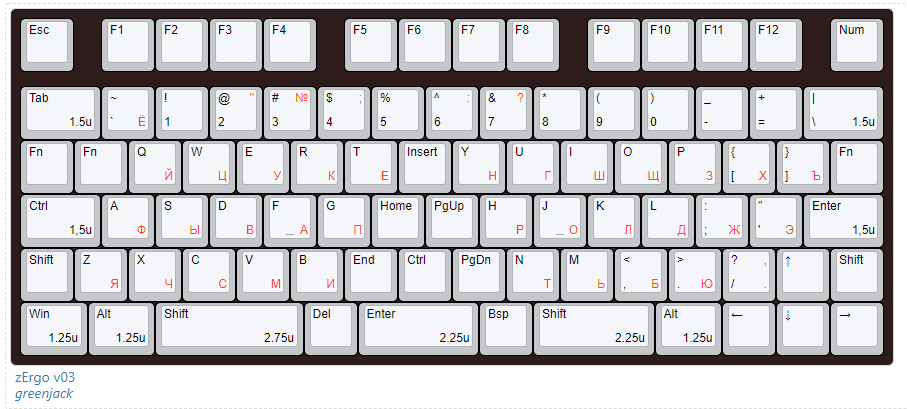 Esc F1 F2 F3 F4 F5 F6 F7 F8 F9 F10 F11 F12 Num
Tab ~ ! @ " # № $ ; % ^ : & ? * ( ) _ + |
1.5u ` Ё 1 2 3 4 5 6 7 8 9 0 - = \ 1.5u
Fn Fn Q W E R T Insert Y U I O P { } Fn
Й Ц У К Е Н Г Ш Щ З [ Х ] Ъ
Ctrl A S D F G Home PgUp H J K L : " Enter
1,5u Ф Ы В _ А П Р _ О Л Д ; Ж ' Э 1,5u
Shift Z X C V B End Ctrl PgDn N M < > ? , ↑ Shift
Я Ч С М И Т Ь , Б . Ю / .
Win Alt Shift Del Enter Bsp Shift Alt ← ↓ →
1.25u 1.25u 2.75u 2.25u 2.25u 1.25u
zErgo v03
greenjack